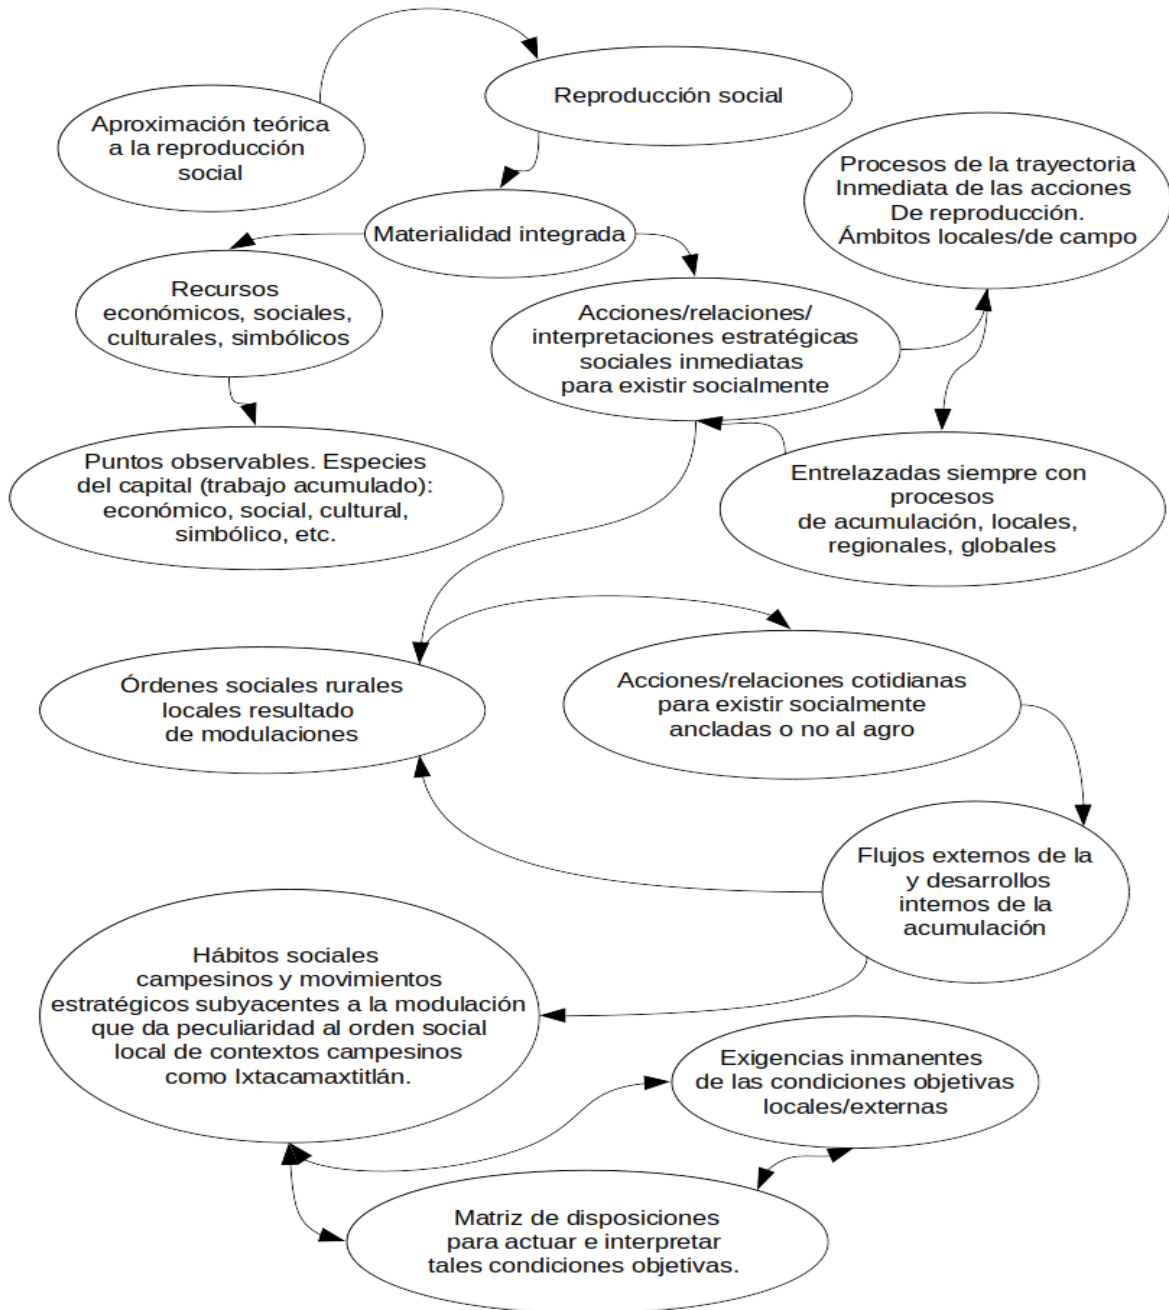 Aproximación teórica
a la reproducción
social
Reproducción social
Procesos de la trayectoria
Inmediata de las acciones
De reproducción.
Ámbitos locales/de campo
Materialidad integrada
Recursos
económicos, sociales,
culturales, simbólicos
Acciones/relaciones/
interpretaciones estratégicas
sociales inmediatas
para existir socialmente
Puntos observables. Especies
del capital (trabajo acumulado):
económico, social, cultural,
simbólico, etc.
Entrelazadas siempre con
procesos
de acumulación, locales,
regionales, globales
Órdenes sociales rurales
locales resultado
de modulaciones
Acciones/relaciones cotidianas
para existir socialmente
ancladas o no al agro
Flujos externos de la
y desarrollos
internos de la
acumulación
Hábitos sociales
campesinos y movimientos
estratégicos subyacentes a la modulación
que da peculiaridad al orden social
local de contextos campesinos
como Ixtacamaxtitlán.
Exigencias inmanentes
de las condiciones objetivas
locales/externas
Matriz de disposiciones
para actuar e interpretar
tales condiciones objetivas.